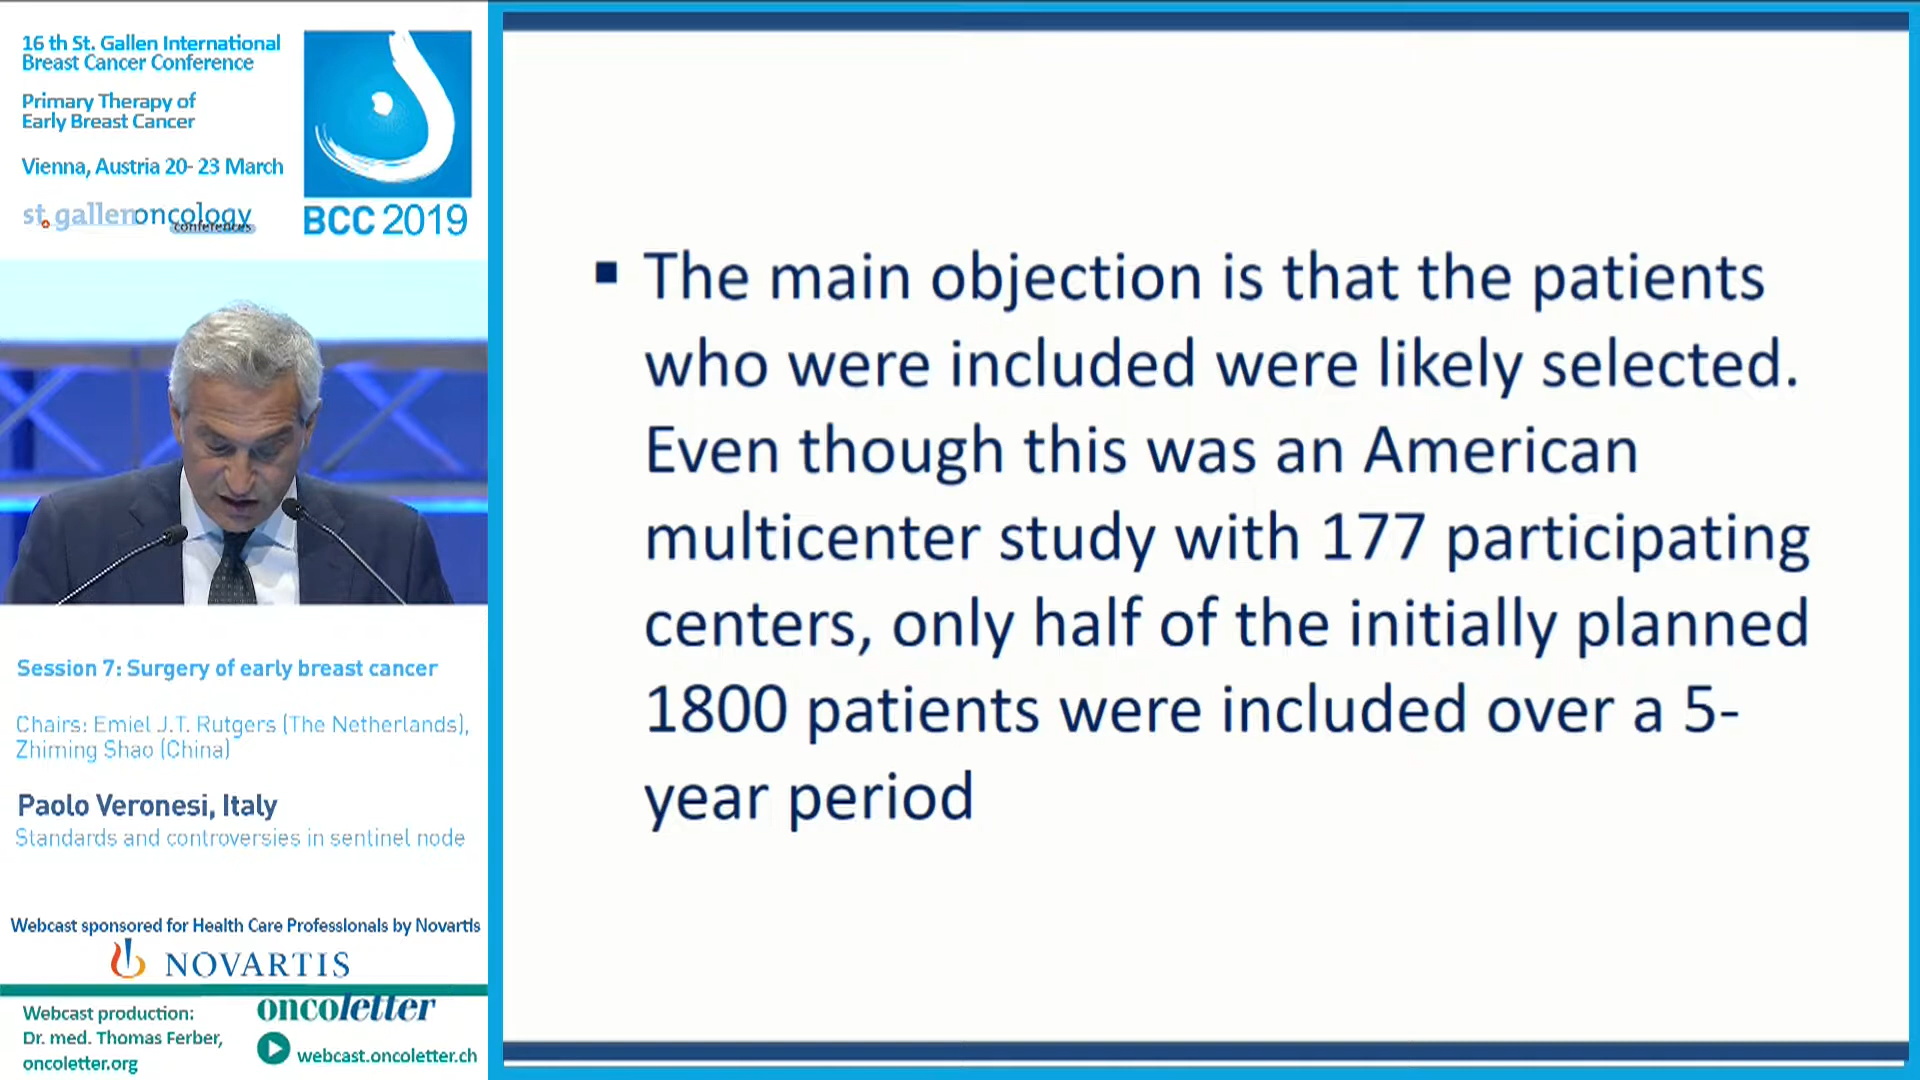 16 th St. Gallen International
Breast Cancer Conference
Primary Therapy of
Early Breast Cancer
Vienna, Austria 20- 23 March
st.gallenoncology
conferences
BCC 2019
Session 7: Surgery of early breast cancer
Chairs: Emiel J.T. Rutgers (The Netherlands),
Zhiming Shao (China)
Paolo Veronesi, Italy
Standards and controversies in sentinel node
Webcast sponsored for Health Care Professionals by Novartis
NOVARTIS
Webcast production:
Dr. med. Thomas Ferber,
oncoletter.org
oncoletter
webcast.oncoletter.ch
▪ The main objection is that the patients
who were included were likely selected.
Even though this was an American
multicenter study with 177 participating
centers, only half of the initially planned
1800 patients were included over a 5-
year period